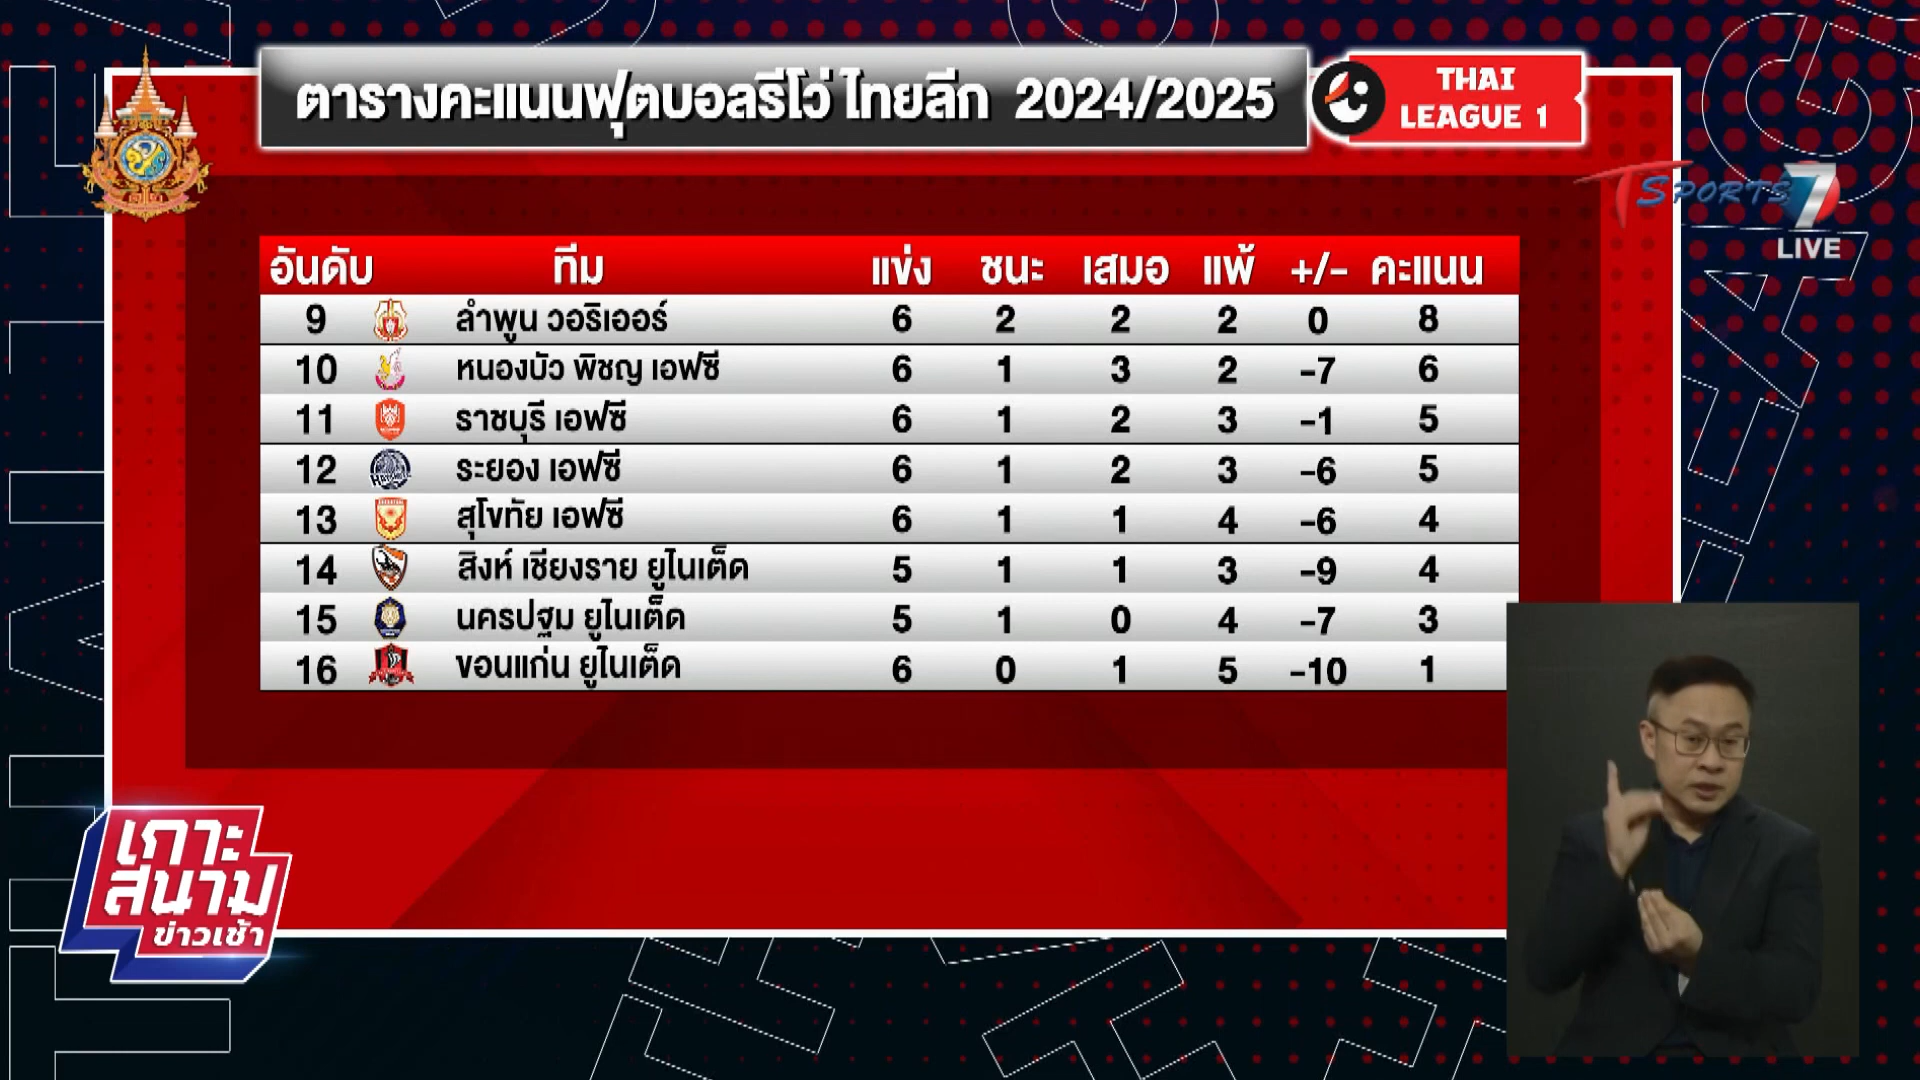 ตารางคะแนนฟุตบอลรีโว่ ไทยลีก 2024/2025
THAI
LEAGUE 1
T SPORTS 7
LIVE
อันดับ ทีม แข่ง ชนะ เสมอ แพ้ +/- คะแนน
9 ลำพูน วอริเออร์ 6 2 2 2 0 8
10 หนองบัว พิชญ เอฟซี 6 1 3 2 -7 6
11 ราชบุรี เอฟซี 6 1 2 3 -1 5
12 ระยอง เอฟซี 6 1 2 3 -6 5
13 สุโขทัย เอฟซี 6 1 1 4 -6 4
14 สิงห์ เชียงราย ยูไนเต็ด 5 1 1 3 -9 4
15 นครปฐม ยูไนเต็ด 5 1 0 4 -7 3
16 ขอนแก่น ยูไนเต็ด 6 0 1 5 -10 1
เกาะ
สนาม
ข่าวเช้า